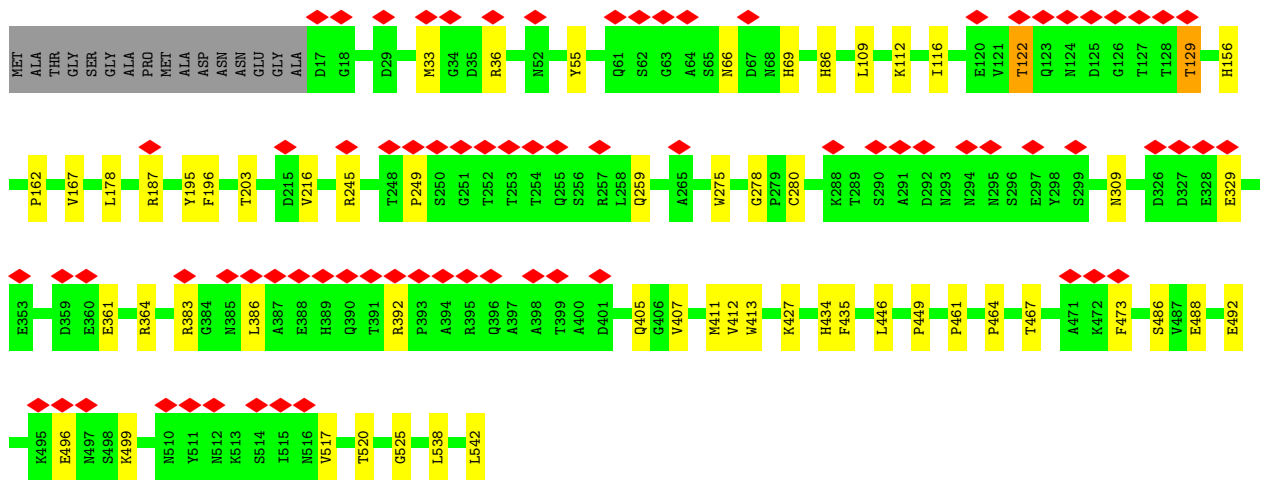 MET ALA THR GLY SER GLY ALA PRO MET ALA ASP ASN ASN GLU GLY ALA D17 G18 D29 M33 G34 D35 R36 N52 Y55 Q61 S62 G63 A64 S65 N66 D67 N68 H69 H86 L109 K112 I116 E120 V121 T122 Q123 N124 D125 G126 T127 T128 T129 H156
P162 V167 L178 R187 Y195 F196 T203 D215 V216 R245 T248 P249 S250 G251 T252 T253 T254 Q255 S256 R257 L258 Q259 A265 W275 G278 P279 C280 K288 T289 S290 A291 D292 N293 N294 N295 S296 E297 Y298 S299 N309 D326 D327 E328 E329
E353 D359 E360 E361 R364 R383 G384 N385 L386 A387 E388 H389 Q390 T391 R392 P393 A394 R395 Q396 A397 A398 T399 A400 D401 Q405 G406 V407 M411 V412 W413 K427 H434 F435 L446 P449 P461 P464 T467 A471 K472 F473 S486 V487 E488 E492
K495 E496 N497 S498 K499 N510 Y511 N512 K513 S514 I515 N516 V517 T520 G525 L538 L542